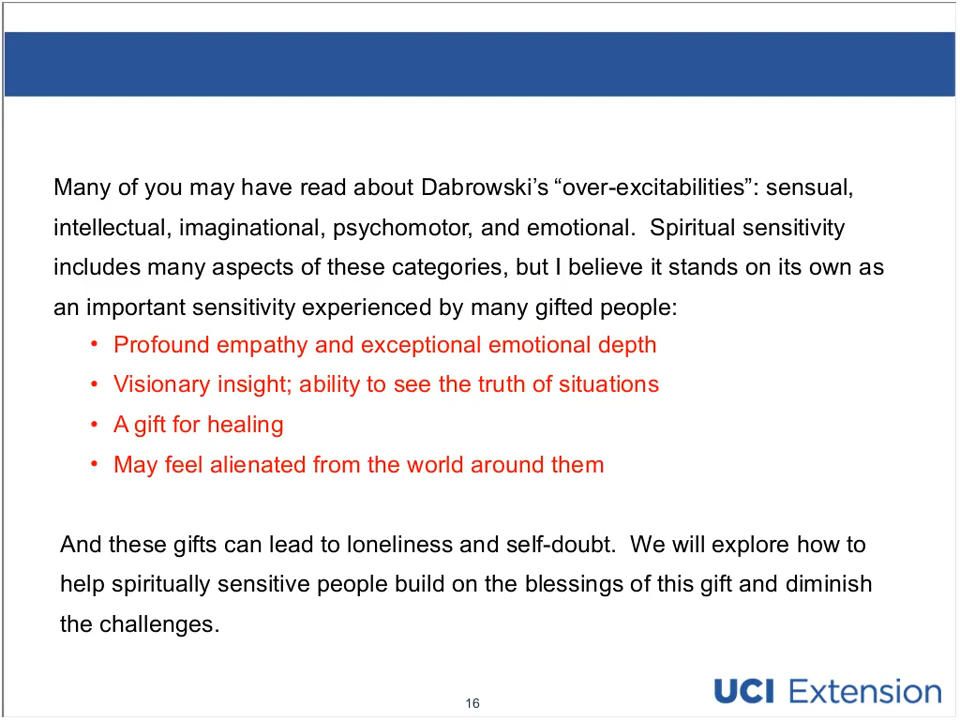 Many of you may have read about Dabrowski’s “over-excitabilities”: sensual,
intellectual, imaginational, psychomotor, and emotional.  Spiritual sensitivity
includes many aspects of these categories, but I believe it stands on its own as
an important sensitivity experienced by many gifted people:
• Profound empathy and exceptional emotional depth
• Visionary insight; ability to see the truth of situations
• A gift for healing
• May feel alienated from the world around them
And these gifts can lead to loneliness and self-doubt.  We will explore how to
help spiritually sensitive people build on the blessings of this gift and diminish
the challenges.
16
UCI Extension